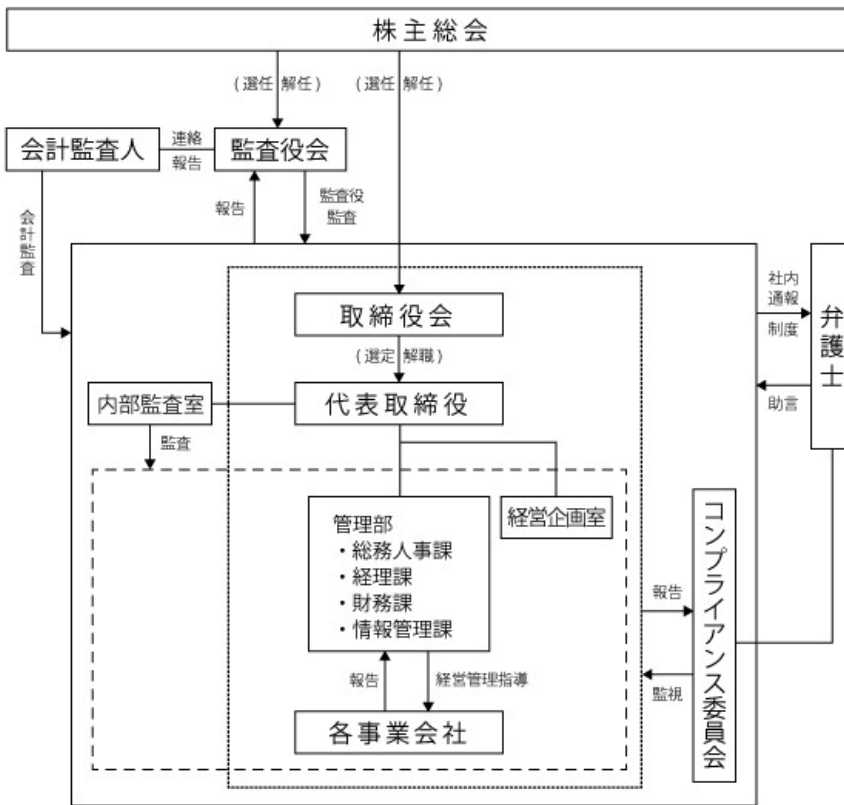 株主総会
(選任 解任)
(選任 解任)
会計監査人
連絡
報告
監査役会
報告
監査役
監査
会計監査
取締役会
(選定 解職)
代表取締役
内部監査室
監査
社内
通報
制度
弁護士
助言
管理部
・総務人事課
・経理課
・財務課
・情報管理課
経営企画室
報告
経営管理指導
各事業会社
報告
監視
コンプライアンス委員会